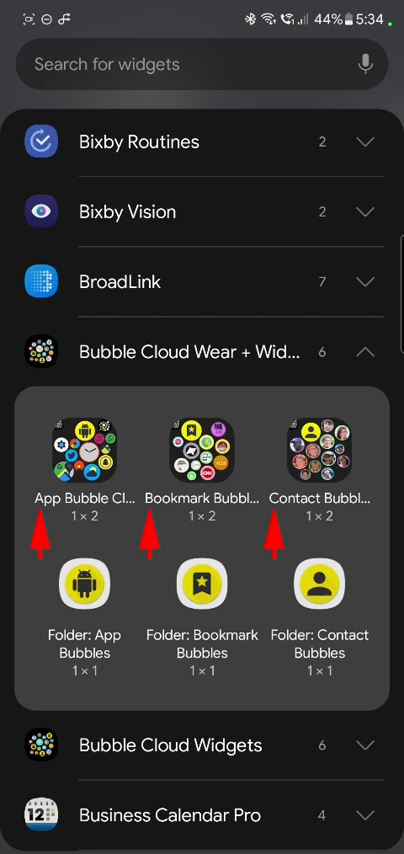 44% 5:34
Search for widgets
Bixby Routines 2
Bixby Vision 2
BroadLink 7
Bubble Cloud Wear + Wid... 6
App Bubble Cl... Bookmark Bubbl... Contact Bubbl...
1 × 2 1 × 2 1 × 2
Folder: App Folder: Bookmark Folder: Contact
Bubbles Bubbles Bubbles
1 × 1 1 × 1 1 × 1
Bubble Cloud Widgets 6
12
Business Calendar Pro 4